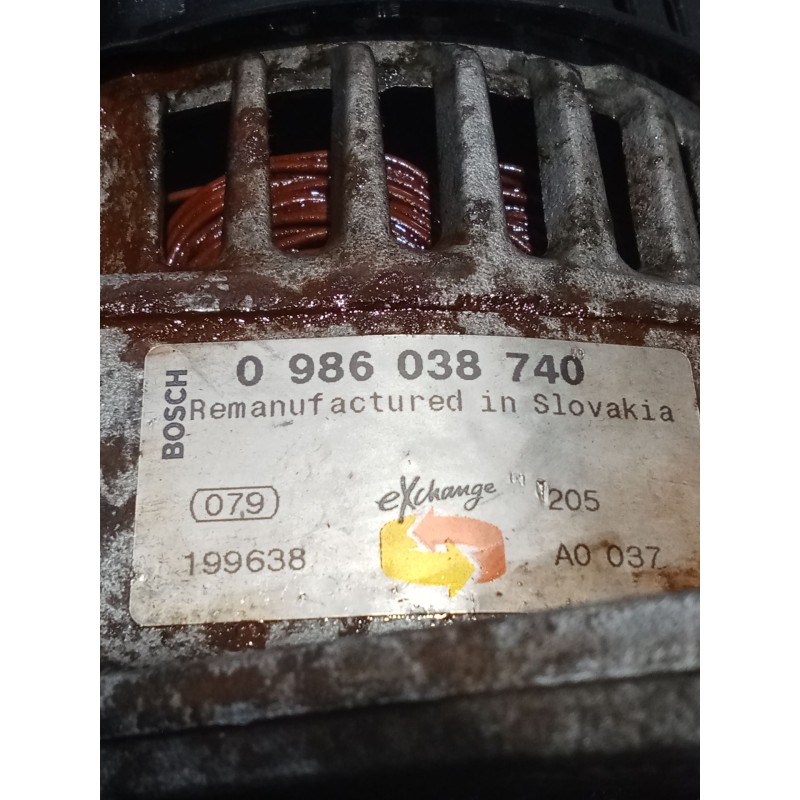 0 986 038 740
BOSCH
Remanufactured in Slovakia
07,9
eXchange
205
199638
A0 037